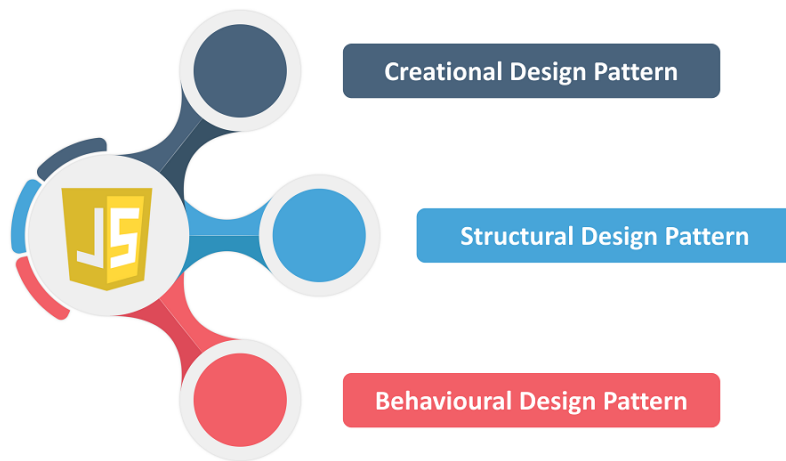 Creational Design Pattern
JS
Structural Design Pattern
Behavioural Design Pattern